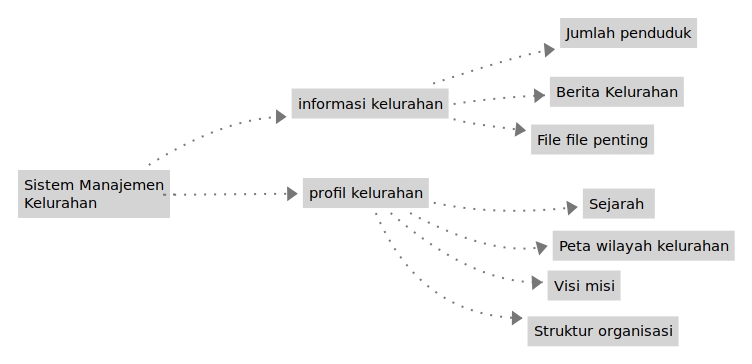 Sistem Manajemen
Kelurahan
informasi kelurahan
Jumlah penduduk
Berita Kelurahan
File file penting
profil kelurahan
Sejarah
Peta wilayah kelurahan
Visi misi
Struktur organisasi